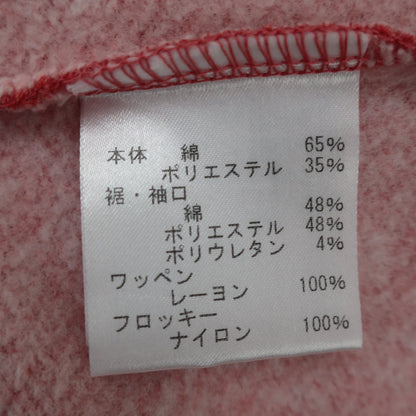 本体 綿 65%
ポリエステル 35%
裾・袖口
綿 48%
ポリエステル 48%
ポリウレタン 4%
ワッペン
レーヨン 100%
フロッキー
ナイロン 100%